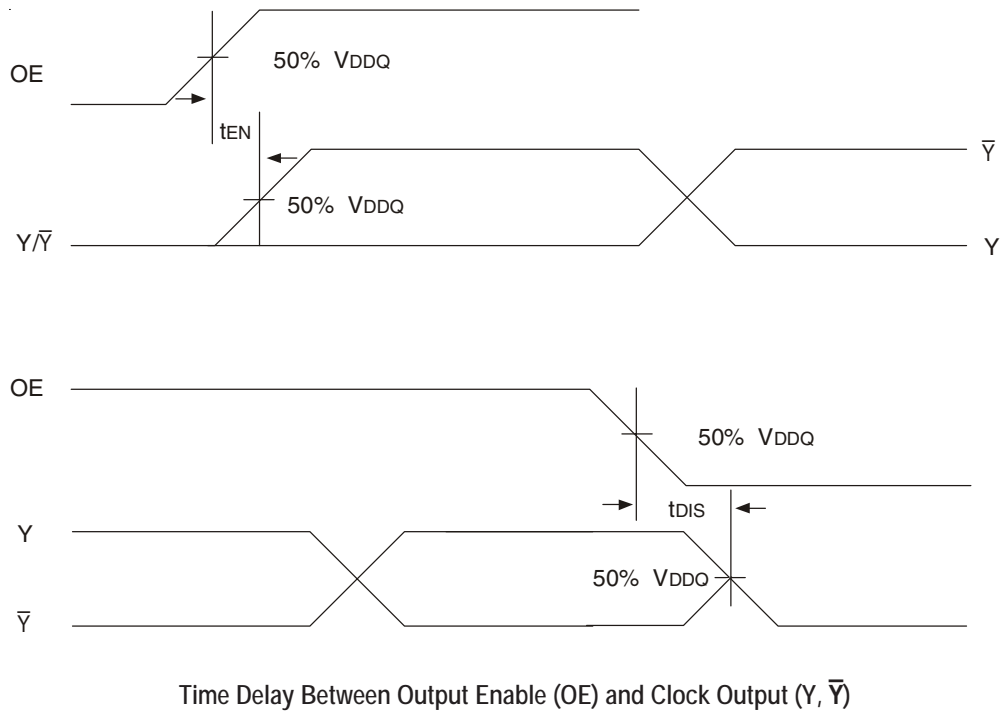 OE
50% VDDQ
tEN
Y̅
50% VDDQ
Y/Y̅
Y
OE
50% VDDQ
tDIS
Y
50% VDDQ
Y̅
Time Delay Between Output Enable (OE) and Clock Output (Y, Y̅)